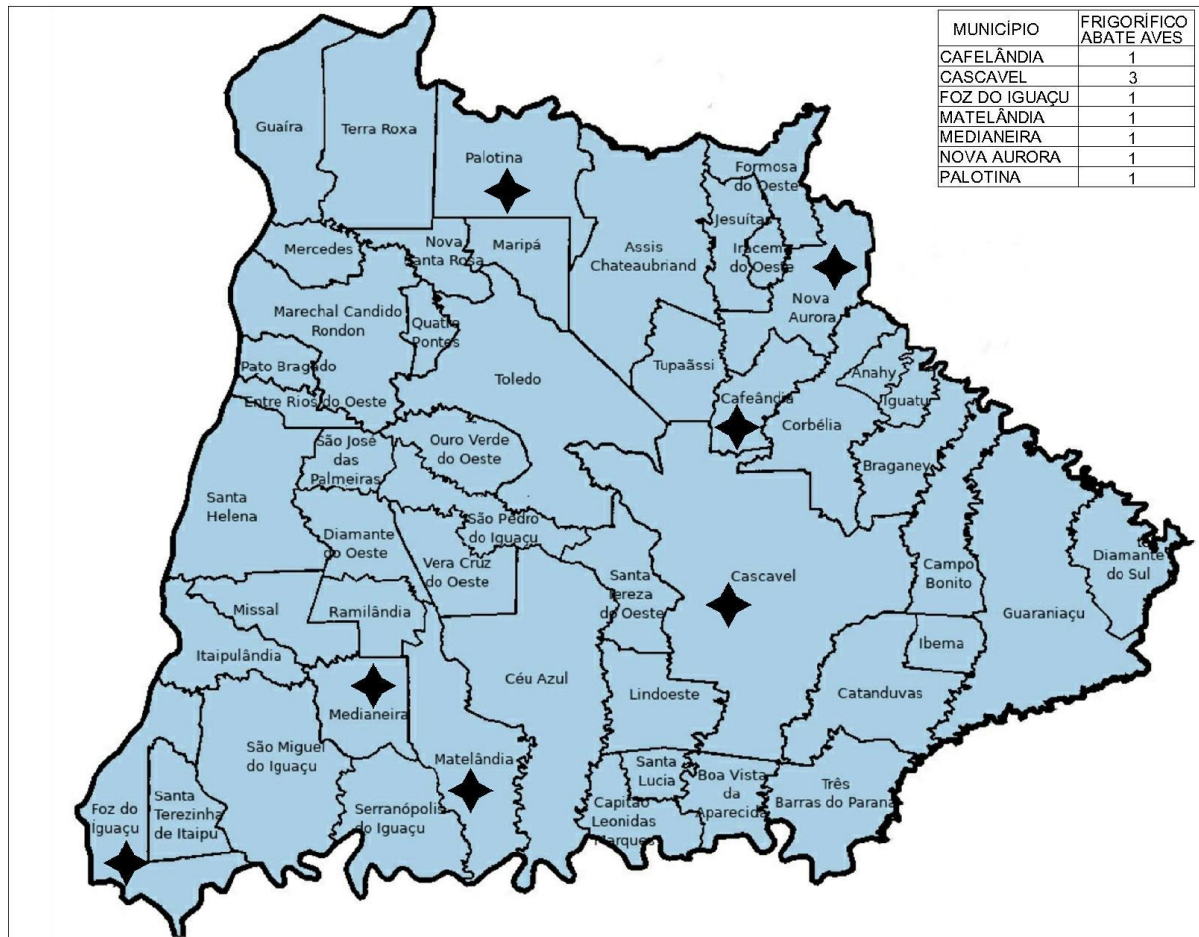 MUNICÍPIO FRIGORÍFICO ABATE AVES
CAFELÂNDIA 1
CASCAVEL 3
FOZ DO IGUAÇU 1
MATELÂNDIA 1
MEDIANEIRA 1
NOVA AURORA 1
PALOTINA 1
Guaíra
Terra Roxa
Palotina
Formosa
do Oeste
Jesuítas
Iracema
do Oeste
Assis
Chateaubriand
Mercedes
Nova
Santa Rosa
Maripá
Nova
Aurora
Marechal Candido
Rondon
Quatro
Pontes
Pato Bragado
Entre Rios do Oeste
Toledo
Tupaãssi
Cafeândia
Anahy
Iguatu
Corbélia
Braganey
São José
das
Palmeiras
Ouro Verde
do Oeste
Santa
Helena
Diamante
do Oeste
São Pedro
do Iguaçu
Vera Cruz
do Oeste
Santa
Tereza
do Oeste
Cascavel
Campo
Bonito
Diamante
do Sul
Guaraniaçu
Ibema
Missal
Ramilândia
Itaipulândia
Céu Azul
Lindoeste
Catanduvas
Medianeira
São Miguel
do Iguaçu
Matelândia
Santa
Lucia
Boa Vista
da
Aparecida
Três
Barras do Parana
Foz do
Iguaçu
Santa
Terezinha
de Itaipu
Serranópolis
do Iguaçu
Capitão
Leonidas
Marques